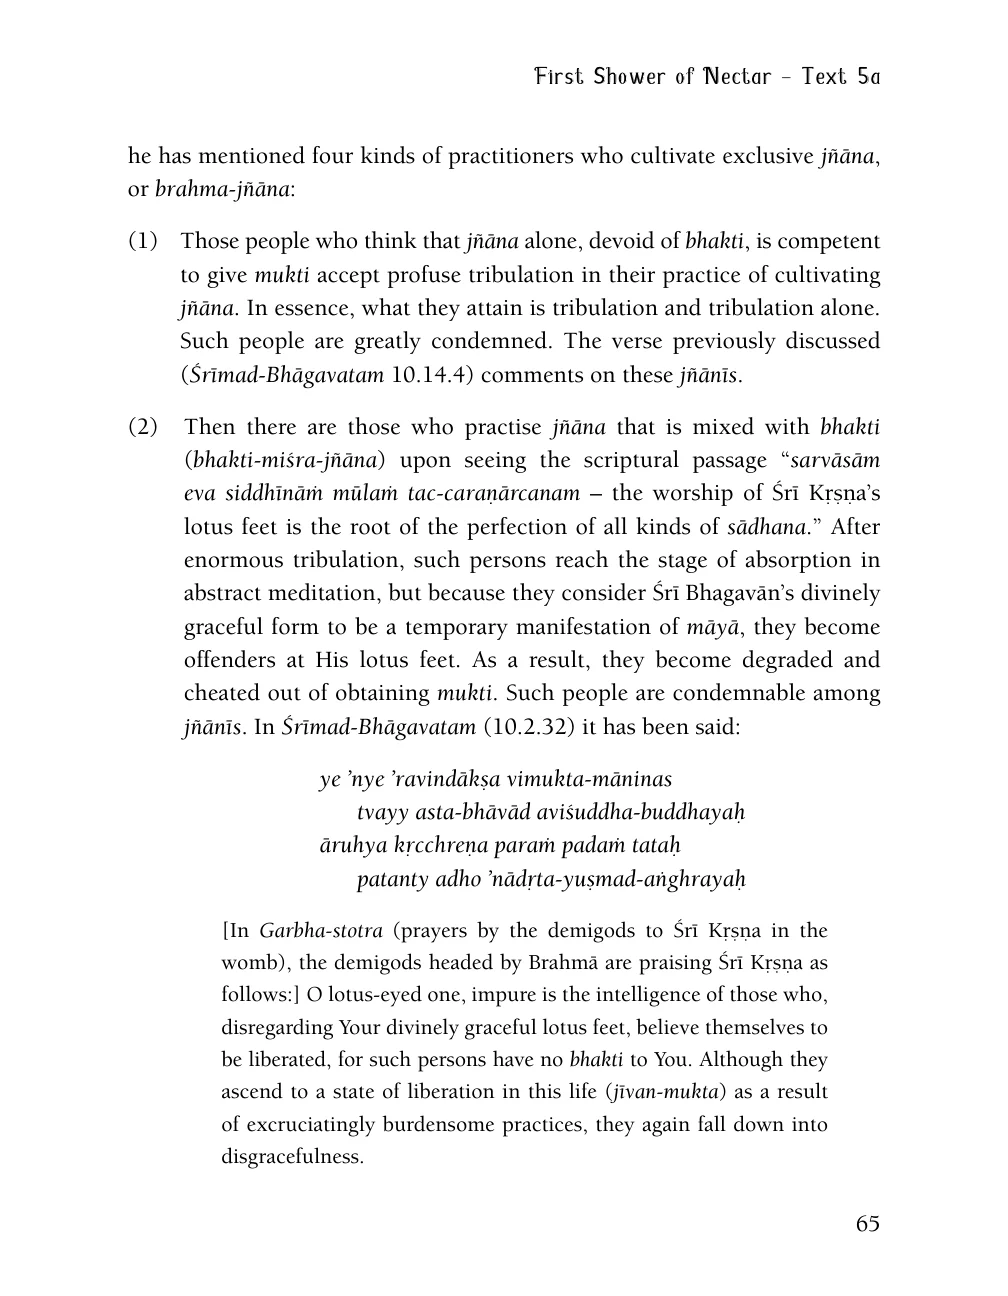 First Shower of Nectar – Text 5a
he has mentioned four kinds of practitioners who cultivate exclusive jñāna,
or brahma-jñāna:
(1) Those people who think that jñāna alone, devoid of bhakti, is competent
to give mukti accept profuse tribulation in their practice of cultivating
jñāna. In essence, what they attain is tribulation and tribulation alone.
Such people are greatly condemned. The verse previously discussed
(Śrīmad-Bhāgavatam 10.14.4) comments on these jñānīs.
(2) Then there are those who practise jñāna that is mixed with bhakti
(bhakti-miśra-jñāna) upon seeing the scriptural passage “sarvāsām
eva siddhīnāṁ mūlaṁ tac-caraṇārcanam – the worship of Śrī Kṛṣṇa’s
lotus feet is the root of the perfection of all kinds of sādhana.” After
enormous tribulation, such persons reach the stage of absorption in
abstract meditation, but because they consider Śrī Bhagavān’s divinely
graceful form to be a temporary manifestation of māyā, they become
offenders at His lotus feet. As a result, they become degraded and
cheated out of obtaining mukti. Such people are condemnable among
jñānīs. In Śrīmad-Bhāgavatam (10.2.32) it has been said:
ye ’nye ’ravindākṣa vimukta-māninas
tvayy asta-bhāvād aviśuddha-buddhayaḥ
āruhya kṛcchreṇa paraṁ padaṁ tataḥ
patanty adho ’nādṛta-yuṣmad-aṅghrayaḥ
[In Garbha-stotra (prayers by the demigods to Śrī Kṛṣṇa in the
womb), the demigods headed by Brahmā are praising Śrī Kṛṣṇa as
follows:] O lotus-eyed one, impure is the intelligence of those who,
disregarding Your divinely graceful lotus feet, believe themselves to
be liberated, for such persons have no bhakti to You. Although they
ascend to a state of liberation in this life (jīvan-mukta) as a result
of excruciatingly burdensome practices, they again fall down into
disgracefulness.
65